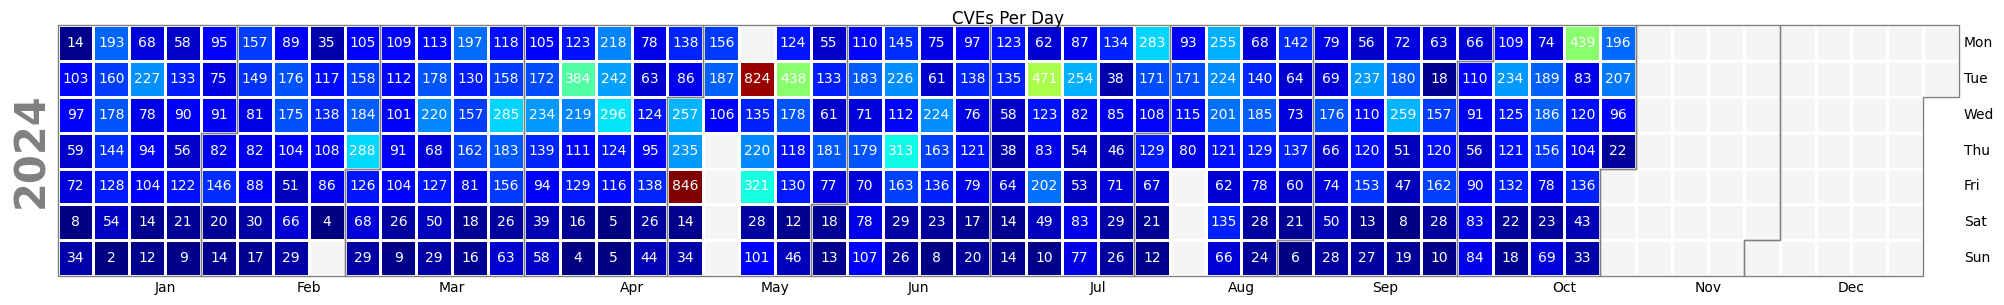 CVEs Per Day
14 193 68 58 95 157 89 35 105 109 113 197 118 105 123 218 78 138 156 124 55 110 145 75 97 123 62 87 134 283 93 255 68 142 79 56 72 63 66 109 74 439 196 Mon
103 160 227 133 75 149 176 117 158 112 178 130 158 172 384 242 63 86 187 824 438 133 183 226 61 138 135 471 254 38 171 171 224 140 64 69 237 180 18 110 234 189 83 207 Tue
97 178 78 90 91 81 175 138 184 101 220 157 285 234 219 296 124 257 106 135 178 61 71 112 224 76 58 123 82 85 108 115 201 185 73 176 110 259 157 91 125 186 120 96 Wed
59 144 94 56 82 82 104 108 288 91 68 162 183 139 111 124 95 235 220 118 181 179 313 163 121 38 83 54 46 129 80 121 129 137 66 120 51 120 56 121 156 104 22 Thu
72 128 104 122 146 88 51 86 126 104 127 81 156 94 129 116 138 846 321 130 77 70 163 136 79 64 202 53 71 67 62 78 60 74 153 47 162 90 132 78 136 Fri
8 54 14 21 20 30 66 4 68 26 50 18 26 39 16 5 26 14 28 12 18 78 29 23 17 14 49 83 29 21 135 28 21 50 13 8 28 83 22 23 43 Sat
34 2 12 9 14 17 29 29 9 29 16 63 58 4 5 44 34 101 46 13 107 26 8 20 14 10 77 26 12 66 24 6 28 27 19 10 84 18 69 33 Sun
Jan Feb Mar Apr May Jun Jul Aug Sep Oct Nov Dec
2024